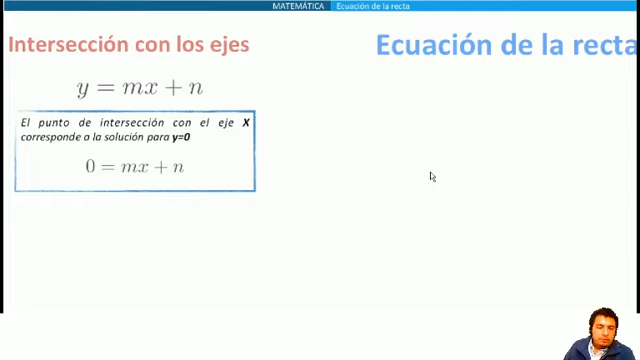 MATEMÁTICA Ecuación de la recta
Intersección con los ejes
Ecuación de la recta
y = mx + n
El punto de intersección con el eje X
corresponde a la solución para y=0
0 = mx + n